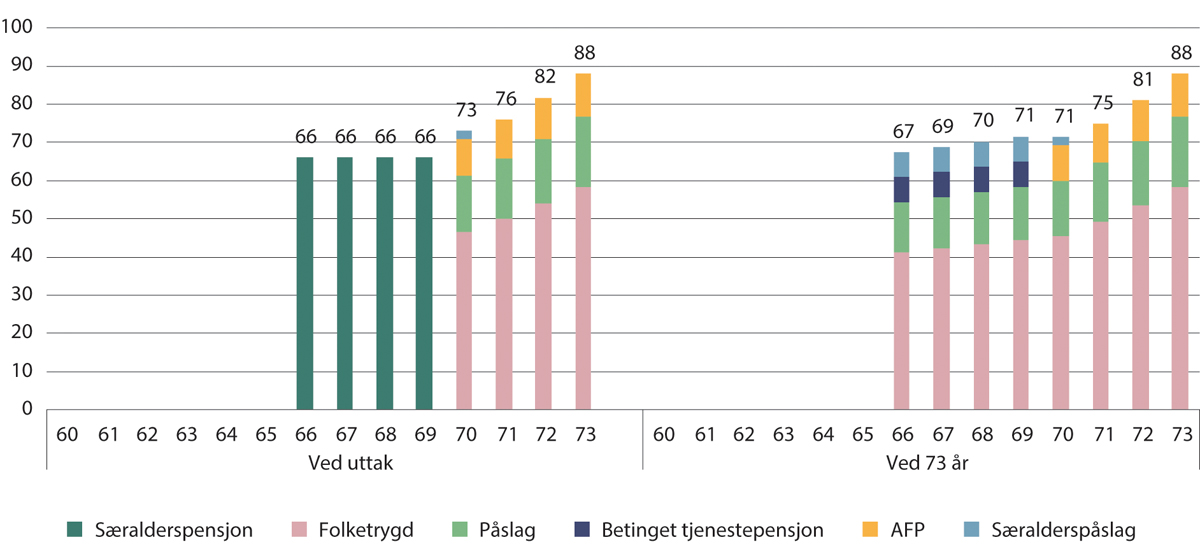 100
90
80
70
60
50
40
30
20
10
0
66 66 66 66 73 76 82 88 67 69 70 71 71 75 81 88
60 61 62 63 64 65 66 67 68 69 70 71 72 73 60 61 62 63 64 65 66 67 68 69 70 71 72 73
Ved uttak Ved 73 år
Særalderspensjon Folketrygd Påslag Betinget tjenestepensjon AFP Særalderspåslag